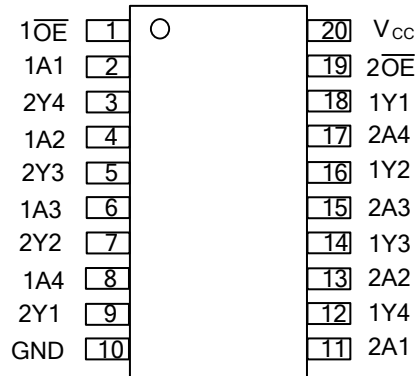 1O̅E̅ 1 20 Vcc
1A1 2 19 2O̅E̅
2Y4 3 18 1Y1
1A2 4 17 2A4
2Y3 5 16 1Y2
1A3 6 15 2A3
2Y2 7 14 1Y3
1A4 8 13 2A2
2Y1 9 12 1Y4
GND 10 11 2A1